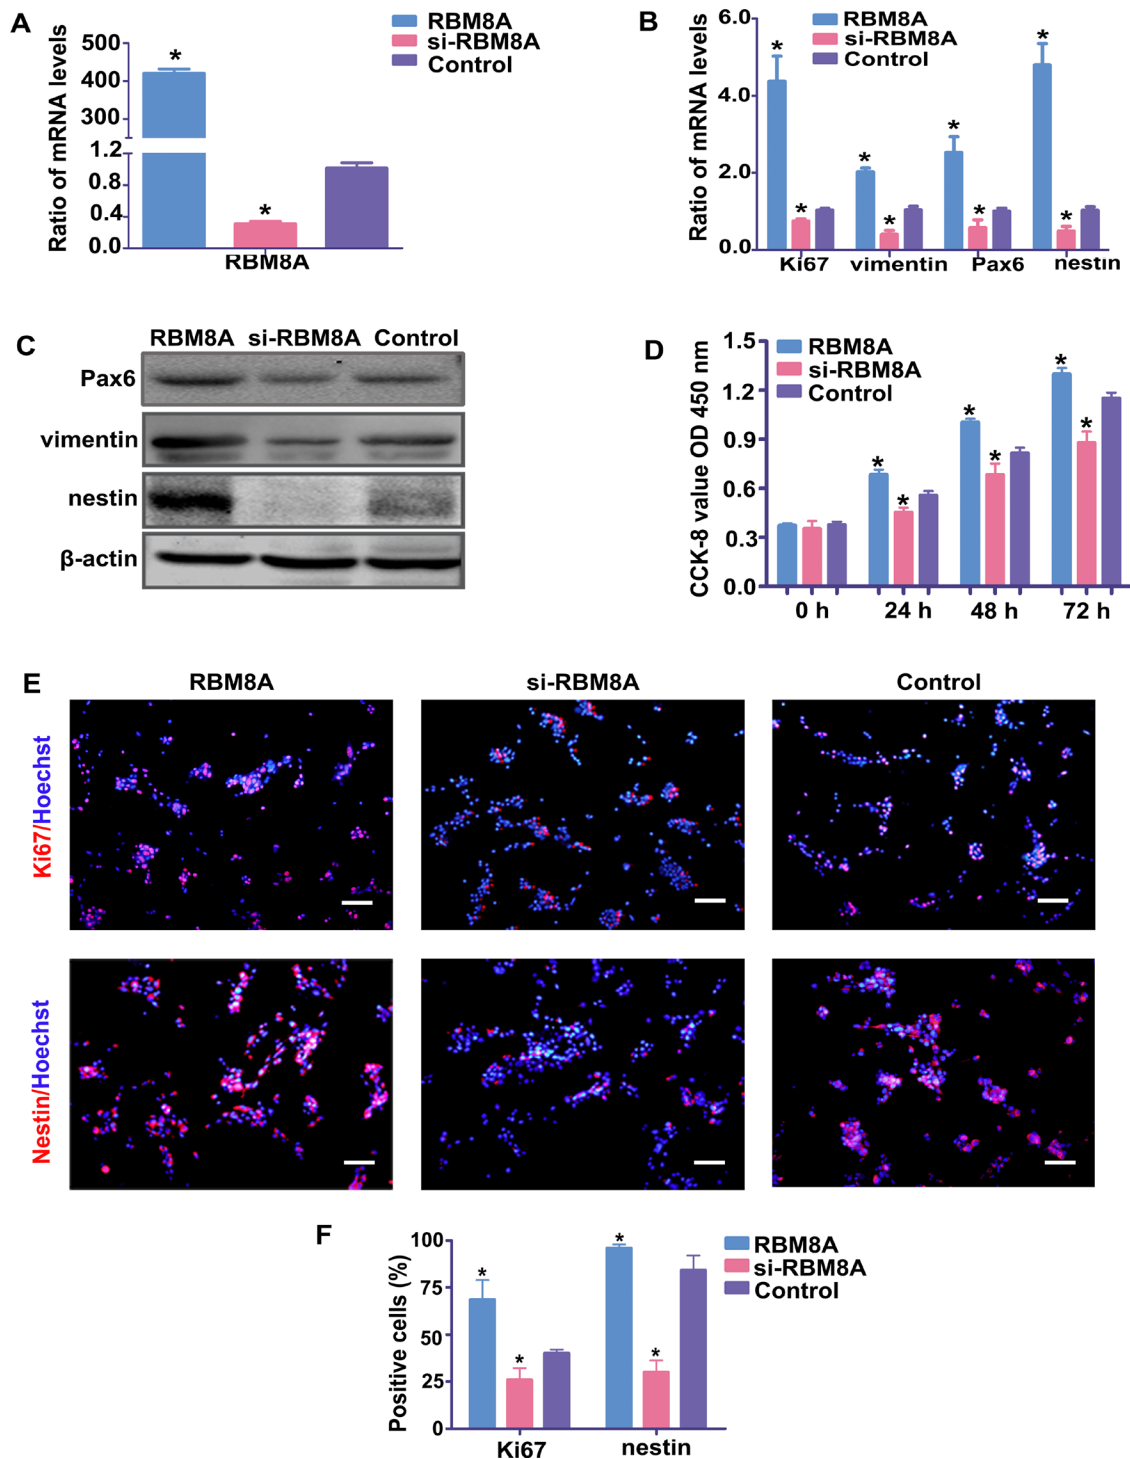 A
RBM8A
si-RBM8A
Control
Ratio of mRNA levels
500
400
300
1.2
0.8
0.4
0.0
*
*
RBM8A
B
RBM8A
si-RBM8A
Control
Ratio of mRNA levels
6.0
4.0
2.0
0.0
* * * *
* * * *
Ki67 vimentin Pax6 nestin
C
RBM8A si-RBM8A Control
Pax6
vimentin
nestin
β-actin
D
RBM8A
si-RBM8A
Control
CCK-8 value OD 450 nm
1.5
1.2
0.9
0.6
0.3
0.0
* * *
* * *
0 h 24 h 48 h 72 h
E
RBM8A si-RBM8A Control
Ki67/Hoechst
Nestin/Hoechst
F
RBM8A
si-RBM8A
Control
Positive cells (%)
100
75
50
25
0
* *
* *
Ki67 nestin